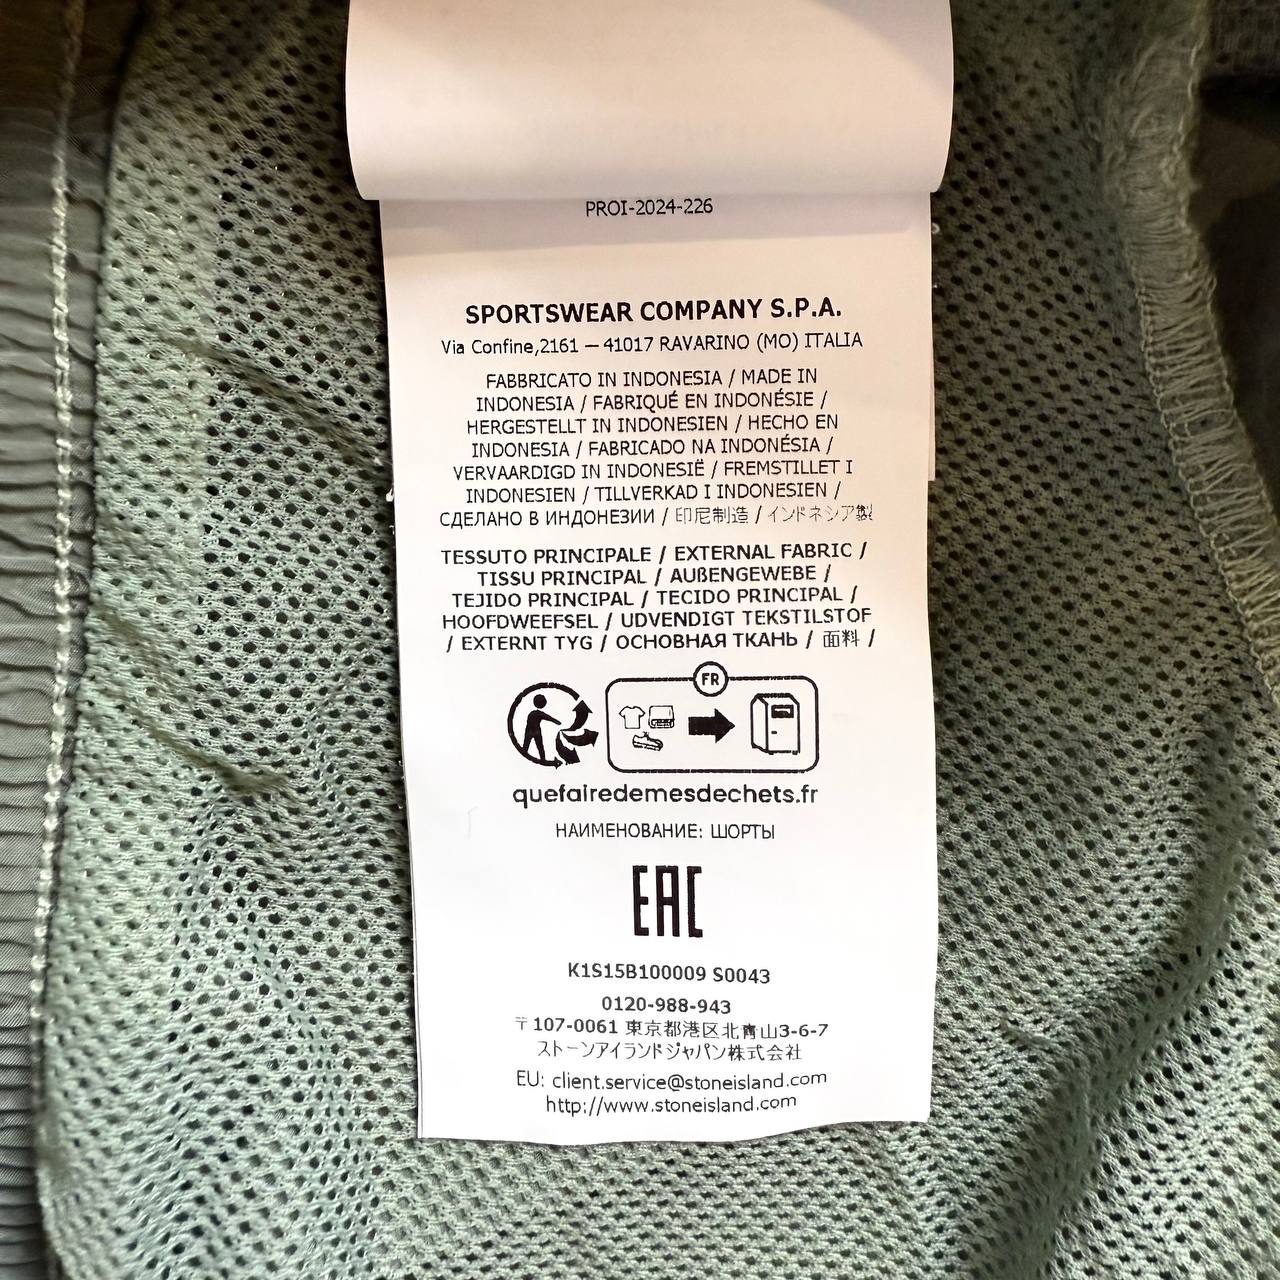 PROI-2024-226
SPORTSWEAR COMPANY S.P.A.
Via Confine,2161 — 41017 RAVARINO (MO) ITALIA
FABBRICATO IN INDONESIA / MADE IN
INDONESIA / FABRIQUÉ EN INDONÉSIE /
HERGESTELLT IN INDONESIEN / HECHO EN
INDONESIA / FABRICADO NA INDONÉSIA /
VERVAARDIGD IN INDONESIË / FREMSTILLET I
INDONESIEN / TILLVERKAD I INDONESIEN /
СДЕЛАНО В ИНДОНЕЗИИ / 印尼制造 / インドネシア製
TESSUTO PRINCIPALE / EXTERNAL FABRIC /
TISSU PRINCIPAL / AUßENGEWEBE /
TEJIDO PRINCIPAL / TECIDO PRINCIPAL /
HOOFDWEEFSEL / UDVENDIGT TEKSTILSTOF
/ EXTERNT TYG / ОСНОВНАЯ ТКАНЬ / 面料 /
FR
quefairedemesdechets.fr
НАИМЕНОВАНИЕ: ШОРТЫ
EAC
K1S15B100009 S0043
0120-988-943
〒107-0061 東京都港区北青山3-6-7
ストーンアイランドジャパン株式会社
EU: client.service@stoneisland.com
http://www.stoneisland.com